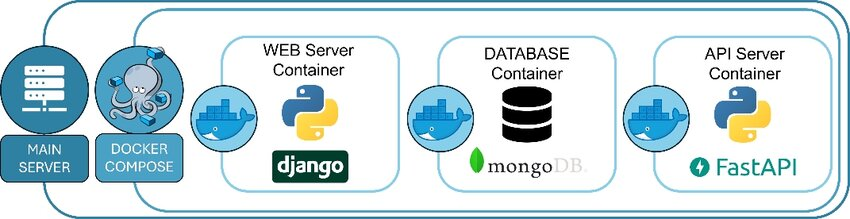 MAIN
SERVER
DOCKER
COMPOSE
WEB Server
Container
django
DATABASE
Container
mongoDB.
API Server
Container
FastAPI